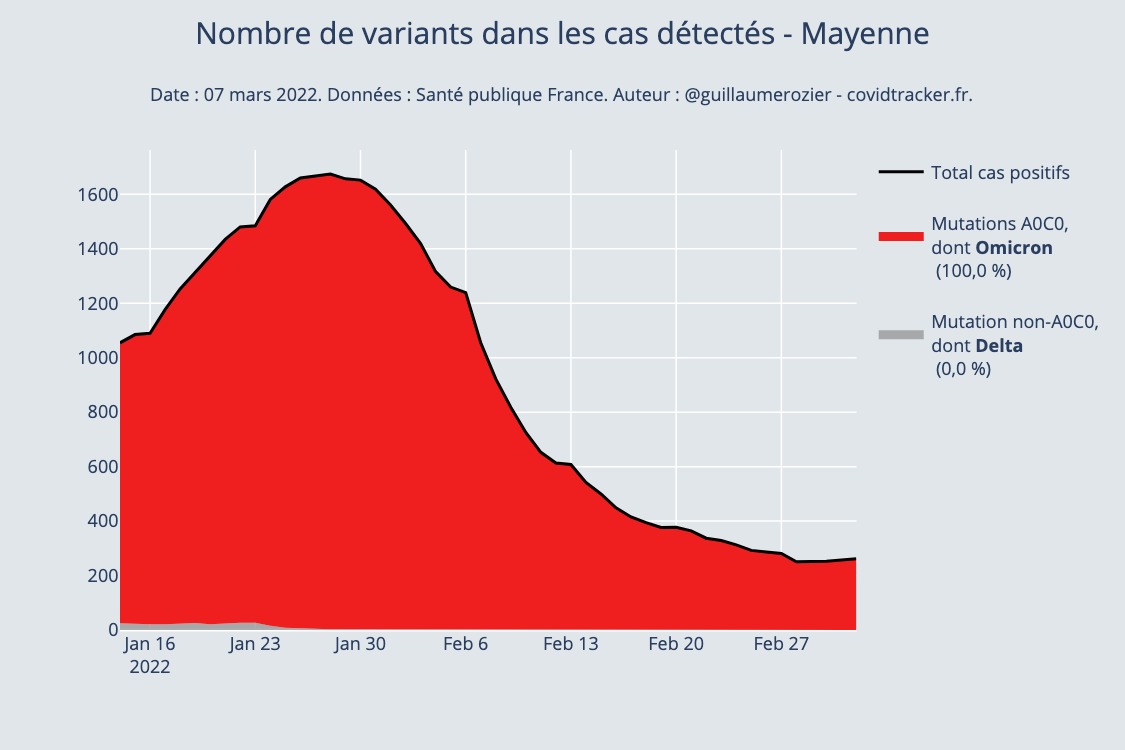 Nombre de variants dans les cas détectés - Mayenne
Date : 07 mars 2022. Données : Santé publique France. Auteur : @guillaumerozier - covidtracker.fr.
1600
1400
1200
1000
800
600
400
200
0
Jan 16
2022
Jan 23
Jan 30
Feb 6
Feb 13
Feb 20
Feb 27
Total cas positifs
Mutations A0C0,
dont Omicron
(100,0 %)
Mutation non-A0C0,
dont Delta
(0,0 %)